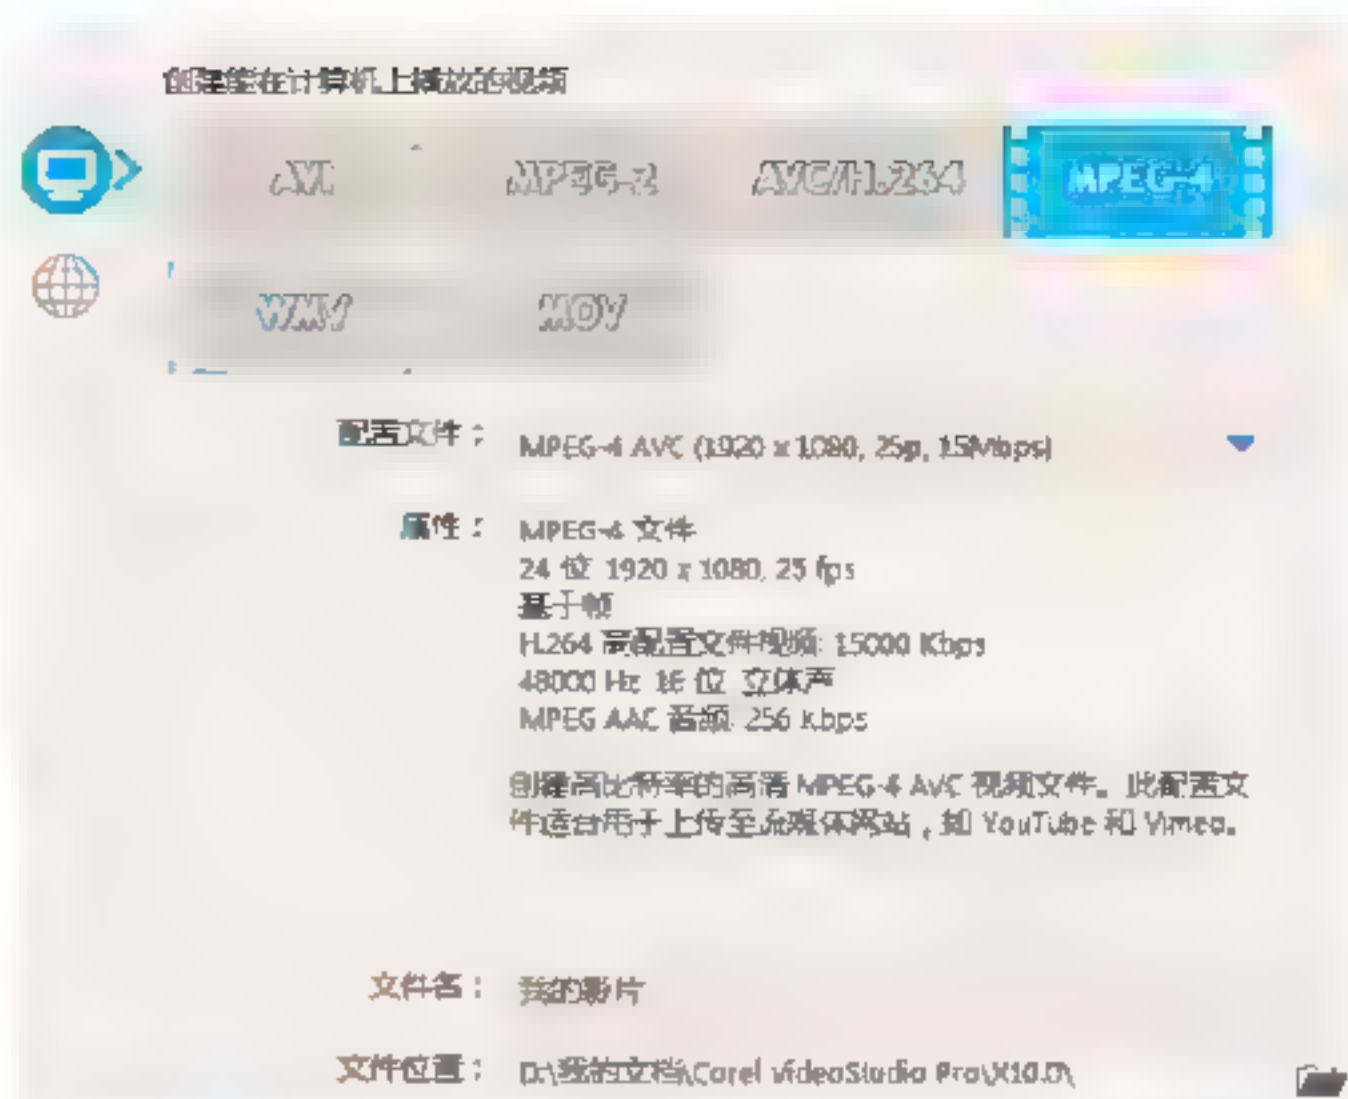 创建能在计算机上播放的视频
AVI MPEG-2 AVC/H.264 MPEG-4
WMV MOV
配置文件： MPEG-4 AVC (1920 x 1080, 25p, 15Mbps)
属性： MPEG-4 文件
24 位 1920 x 1080, 25 fps
基于帧
H.264 高配置文件视频: 15000 Kbps
48000 Hz 16 位 立体声
MPEG AAC 音频: 256 Kbps
创建高比特率的高清 MPEG-4 AVC 视频文件。此配置文
件适合用于上传至流媒体网站，如 YouTube 和 Vimeo。
文件名： 我的影片
文件位置： D:\我的文档\Corel VideoStudio Pro\X10.0\